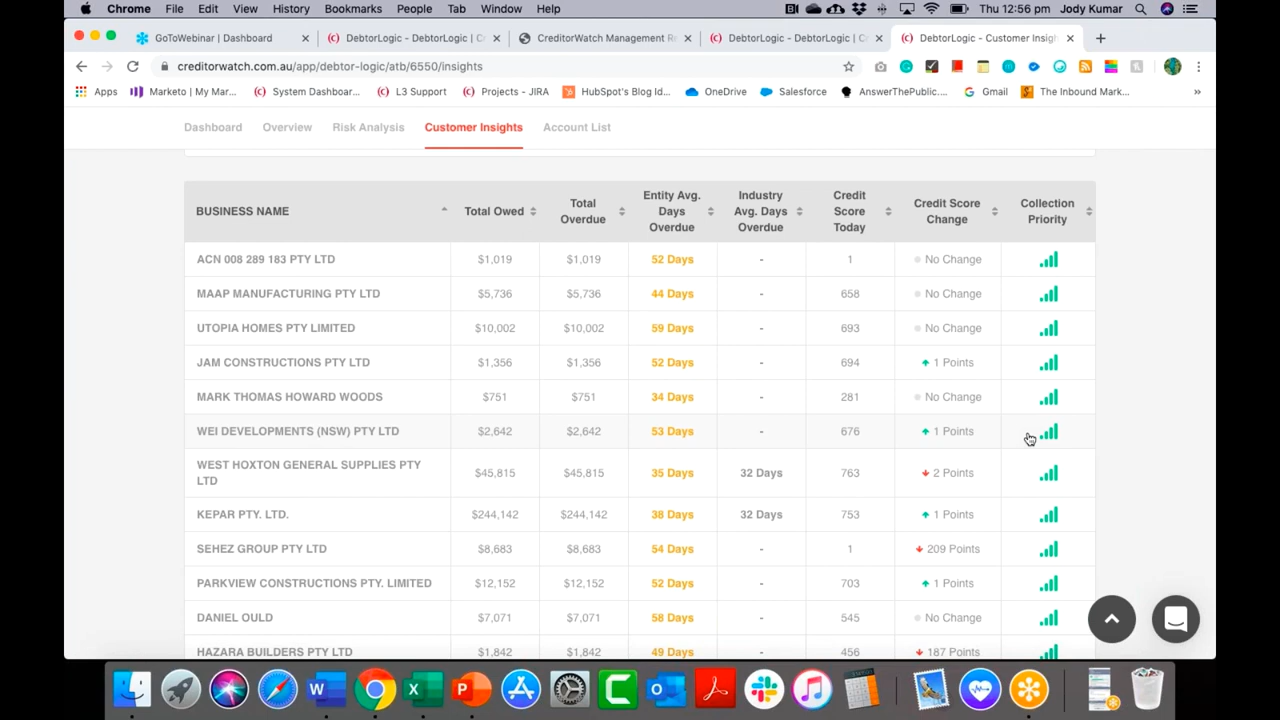 Chrome File Edit View History Bookmarks People Tab Window Help Thu 12:56 pm Jody Kumar
GoToWebinar | Dashboard DebtorLogic - DebtorLogic | C CreditorWatch Management Re DebtorLogic - DebtorLogic | C DebtorLogic - Customer Insigh
creditorwatch.com.au/app/debtor-logic/atb/6550/insights
Apps Marketo | My Mar... System Dashboar... L3 Support Projects - JIRA HubSpot's Blog Ide... OneDrive Salesforce AnswerThePublic.... Gmail The Inbound Mark... »
Dashboard Overview Risk Analysis Customer Insights Account List
BUSINESS NAME Total Owed Total Overdue Entity Avg. Days Overdue Industry Avg. Days Overdue Credit Score Today Credit Score Change Collection Priority
ACN 008 289 183 PTY LTD $1,019 $1,019 52 Days - 1 No Change
MAAP MANUFACTURING PTY LTD $5,736 $5,736 44 Days - 658 No Change
UTOPIA HOMES PTY LIMITED $10,002 $10,002 59 Days - 693 No Change
JAM CONSTRUCTIONS PTY LTD $1,356 $1,356 52 Days - 694 1 Points
MARK THOMAS HOWARD WOODS $751 $751 34 Days - 281 No Change
WEI DEVELOPMENTS (NSW) PTY LTD $2,642 $2,642 53 Days - 676 1 Points
WEST HOXTON GENERAL SUPPLIES PTY
LTD $45,815 $45,815 35 Days 32 Days 763 2 Points
KEPAR PTY. LTD. $244,142 $244,142 38 Days 32 Days 753 1 Points
SEHEZ GROUP PTY LTD $8,683 $8,683 54 Days - 1 209 Points
PARKVIEW CONSTRUCTIONS PTY. LIMITED $12,152 $12,152 52 Days - 703 1 Points
DANIEL OULD $7,071 $7,071 58 Days - 545 No Change
HAZARA BUILDERS PTY LTD $1,842 $1,842 49 Days - 456 187 Points